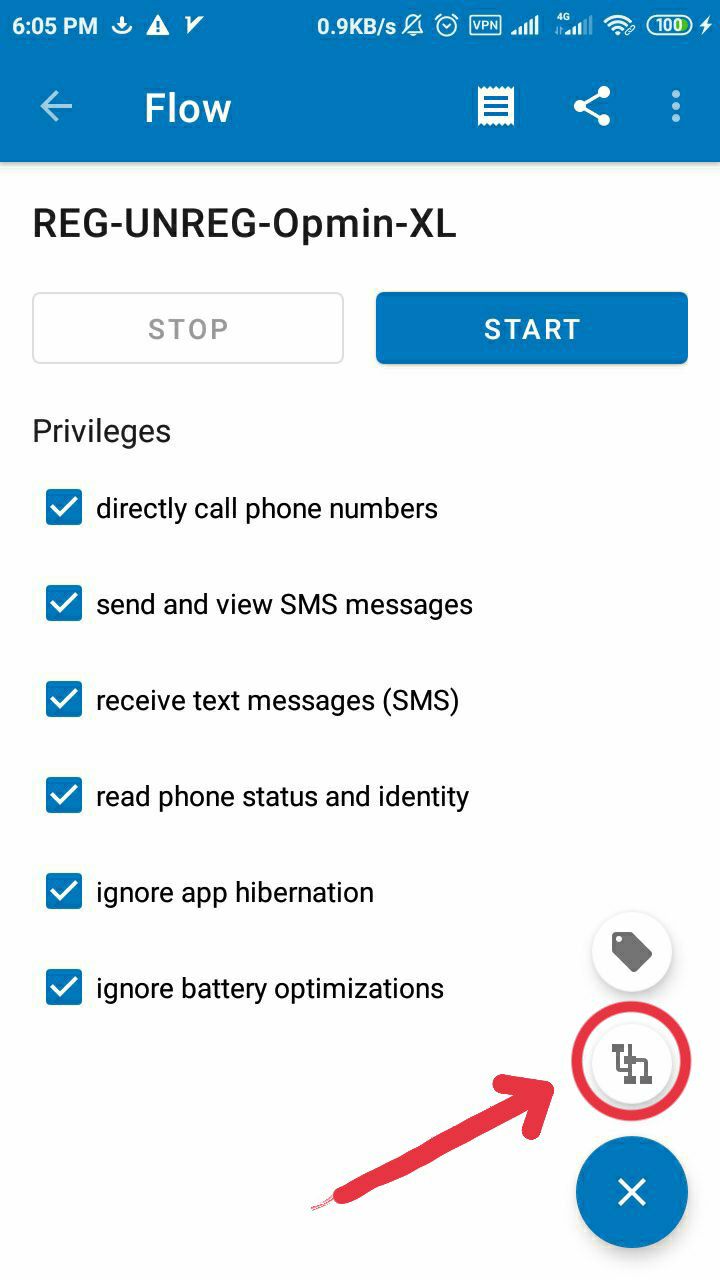 6:05 PM 0.9KB/s VPN 4G 100
Flow
REG-UNREG-Opmin-XL
STOP START
Privileges
directly call phone numbers
send and view SMS messages
receive text messages (SMS)
read phone status and identity
ignore app hibernation
ignore battery optimizations